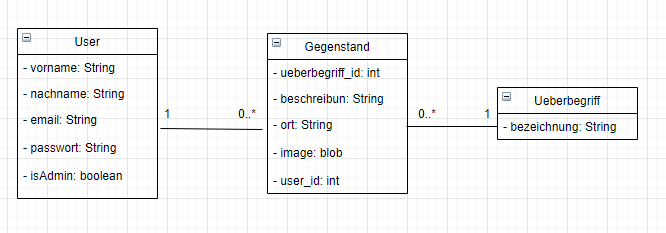 User
- vorname: String
- nachname: String
- email: String
- passwort: String
- isAdmin: boolean
1
0..*
Gegenstand
- ueberbegriff_id: int
- beschreibun: String
- ort: String
- image: blob
- user_id: int
0..*
1
Ueberbegriff
- bezeichnung: String